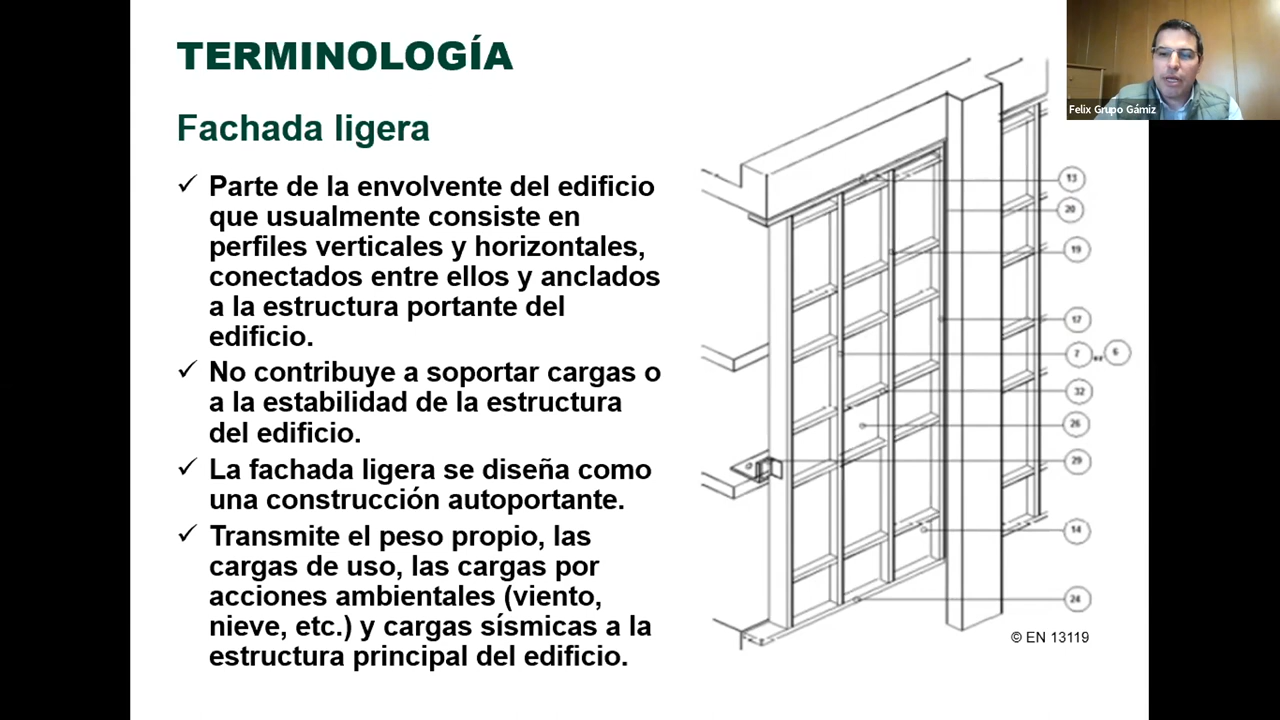 TERMINOLOGÍA
Fachada ligera
✓ Parte de la envolvente del edificio
que usualmente consiste en
perfiles verticales y horizontales,
conectados entre ellos y anclados
a la estructura portante del
edificio.
✓ No contribuye a soportar cargas o
a la estabilidad de la estructura
del edificio.
✓ La fachada ligera se diseña como
una construcción autoportante.
✓ Transmite el peso propio, las
cargas de uso, las cargas por
acciones ambientales (viento,
nieve, etc.) y cargas sísmicas a la
estructura principal del edificio.
13
20
19
17
7 6
32
26
29
14
24
© EN 13119
Felix Grupo Gámiz